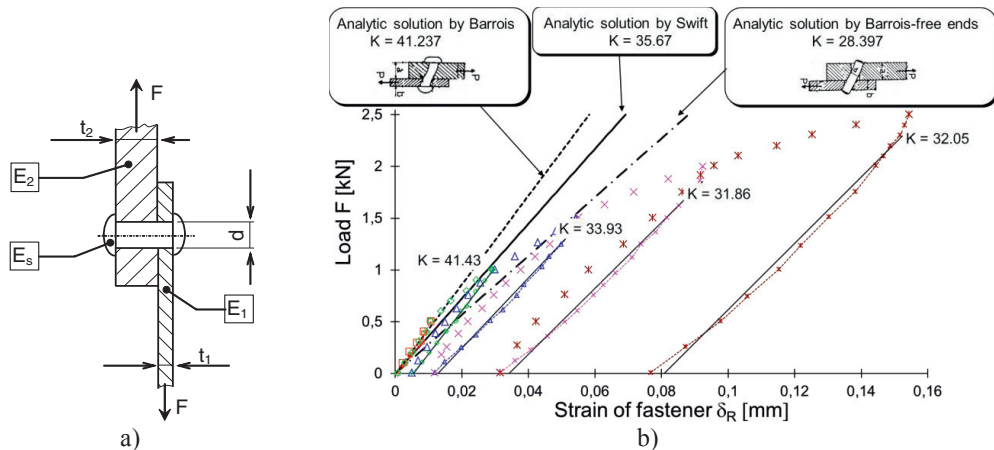 F
t₂
E₂
Eₛ
d
E₁
t₁
F
a)
Analytic solution by Barrois
K = 41.237
Analytic solution by Swift
K = 35.67
Analytic solution by Barrois-free ends
K = 28.397
Load F [kN]
2,5
2
1,5
1
0,5
0
K = 41.43
K = 33.93
K = 31.86
K = 32.05
0 0,02 0,04 0,06 0,08 0,1 0,12 0,14 0,16
Strain of fastener δR [mm]
b)